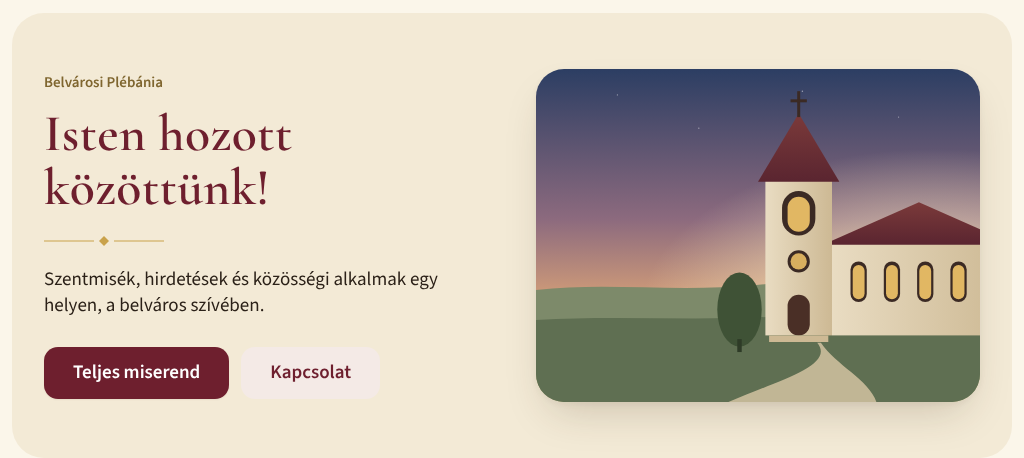 Belvárosi Plébánia
Isten hozott
közöttünk!
Szentmisék, hirdetések és közösségi alkalmak egy
helyen, a belváros szívében.
Teljes miserend
Kapcsolat